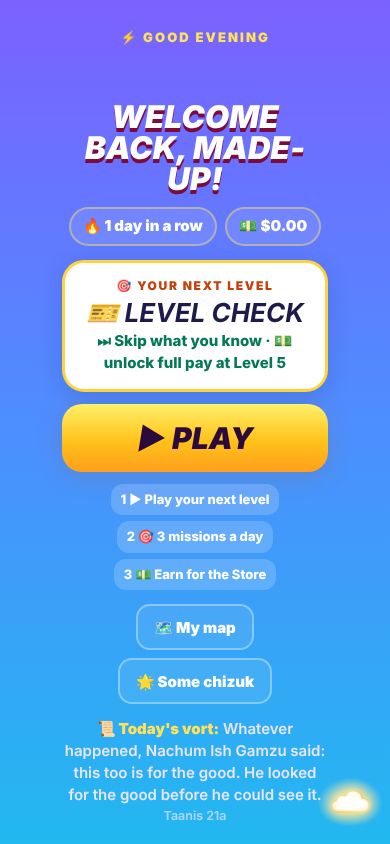 ⚡ GOOD EVENING
WELCOME
BACK, MADE-
UP!
🔥 1 day in a row 💵 $0.00
🎯 YOUR NEXT LEVEL
🎫 LEVEL CHECK
⏭ Skip what you know · 💵
unlock full pay at Level 5
▶ PLAY
1 ▶ Play your next level
2 🎯 3 missions a day
3 💵 Earn for the Store
🗺️ My map
🌟 Some chizuk
📜 Today's vort: Whatever
happened, Nachum Ish Gamzu said:
this too is for the good. He looked
for the good before he could see it.
Taanis 21a